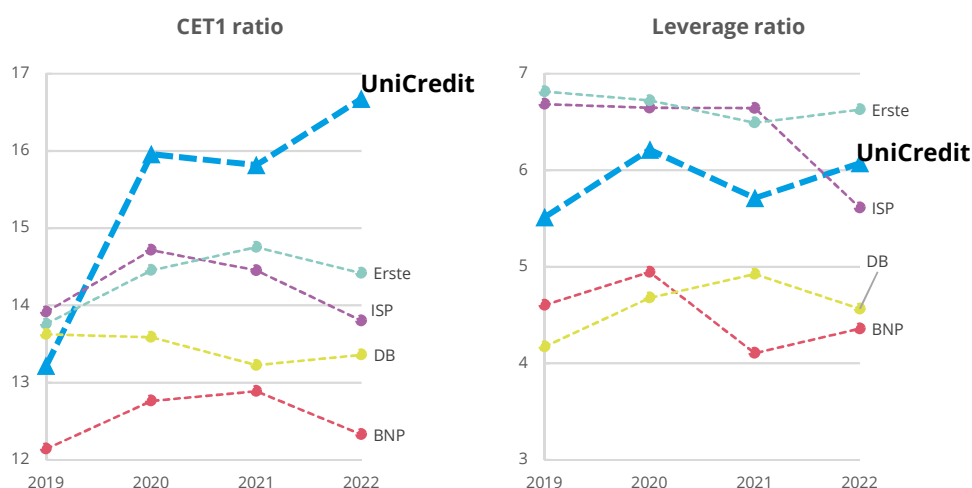 CET1 ratio
17
16
15
14
13
12
2019 2020 2021 2022
UniCredit
Erste
ISP
DB
BNP
Leverage ratio
7
6
5
4
3
2019 2020 2021 2022
Erste
UniCredit
ISP
DB
BNP